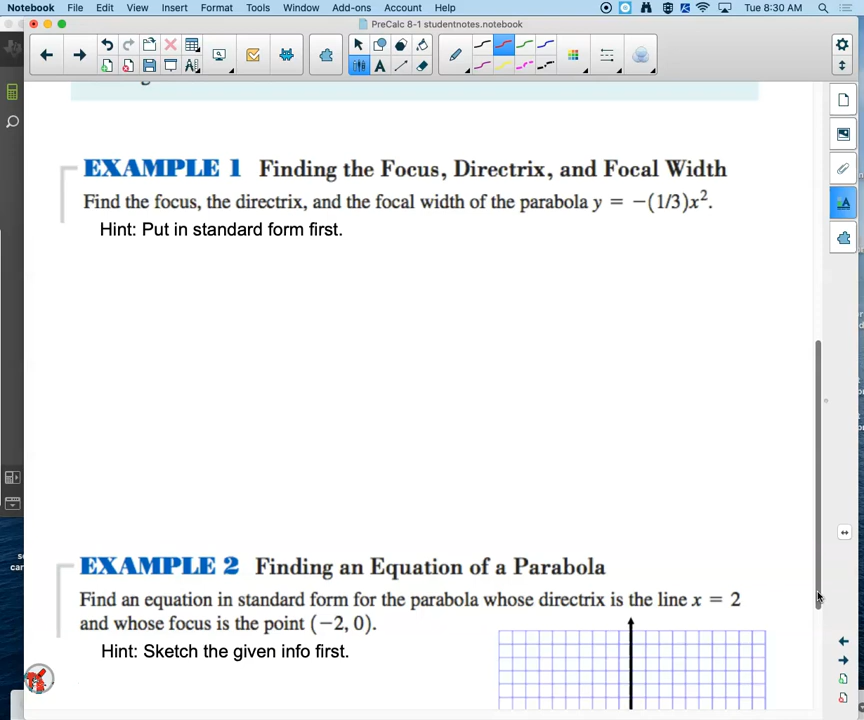 Notebook File Edit View Insert Format Tools Window Add-ons Account Help Tue 8:30 AM
PreCalc 8-1 studentnotes.notebook
EXAMPLE 1 Finding the Focus, Directrix, and Focal Width
Find the focus, the directrix, and the focal width of the parabola y = −(1/3)x².
Hint: Put in standard form first.
EXAMPLE 2 Finding an Equation of a Parabola
Find an equation in standard form for the parabola whose directrix is the line x = 2
and whose focus is the point (−2, 0).
Hint: Sketch the given info first.